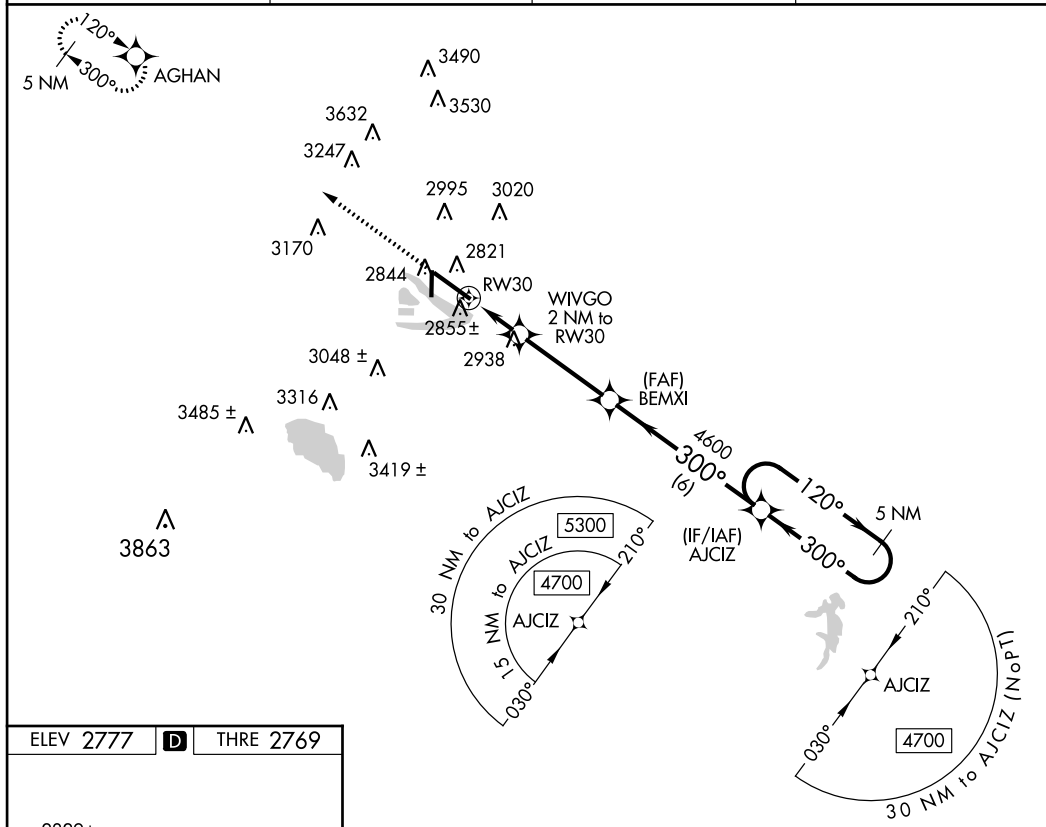 120°
300°
5 NM
AGHAN
3490
3530
3632
3247
2995
3020
3170
2844
2821
RW30
2855±
WIVGO
2 NM to
RW30
2938
3048 ±
(FAF)
BEMXI
3316
3485 ±
3419 ±
4600
300°
(6)
120°
5 NM
(IF/IAF)
AJCIZ
300°
3863
30 NM to AJCIZ
5300
210°
15 NM to AJCIZ
4700
AJCIZ
030°
210°
AJCIZ
030°
4700
30 NM to AJCIZ (NoPT)
ELEV 2777 D THRE 2769